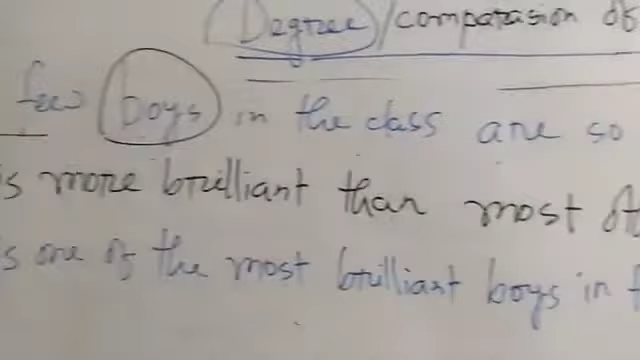 (Degree/comparasion of
few boys in the class are so
is more brilliant than most
is one of the most brilliant boys in